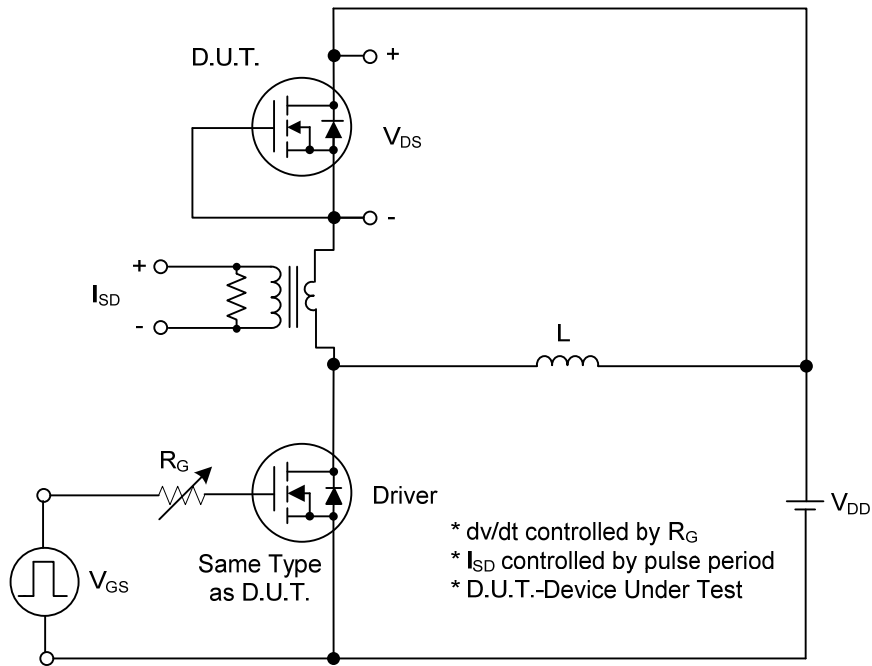 D.U.T.
+
V_DS
-
+
I_SD
-
L
R_G
Driver
V_DD
V_GS
Same Type
as D.U.T.
* dv/dt controlled by R_G
* I_SD controlled by pulse period
* D.U.T.-Device Under Test